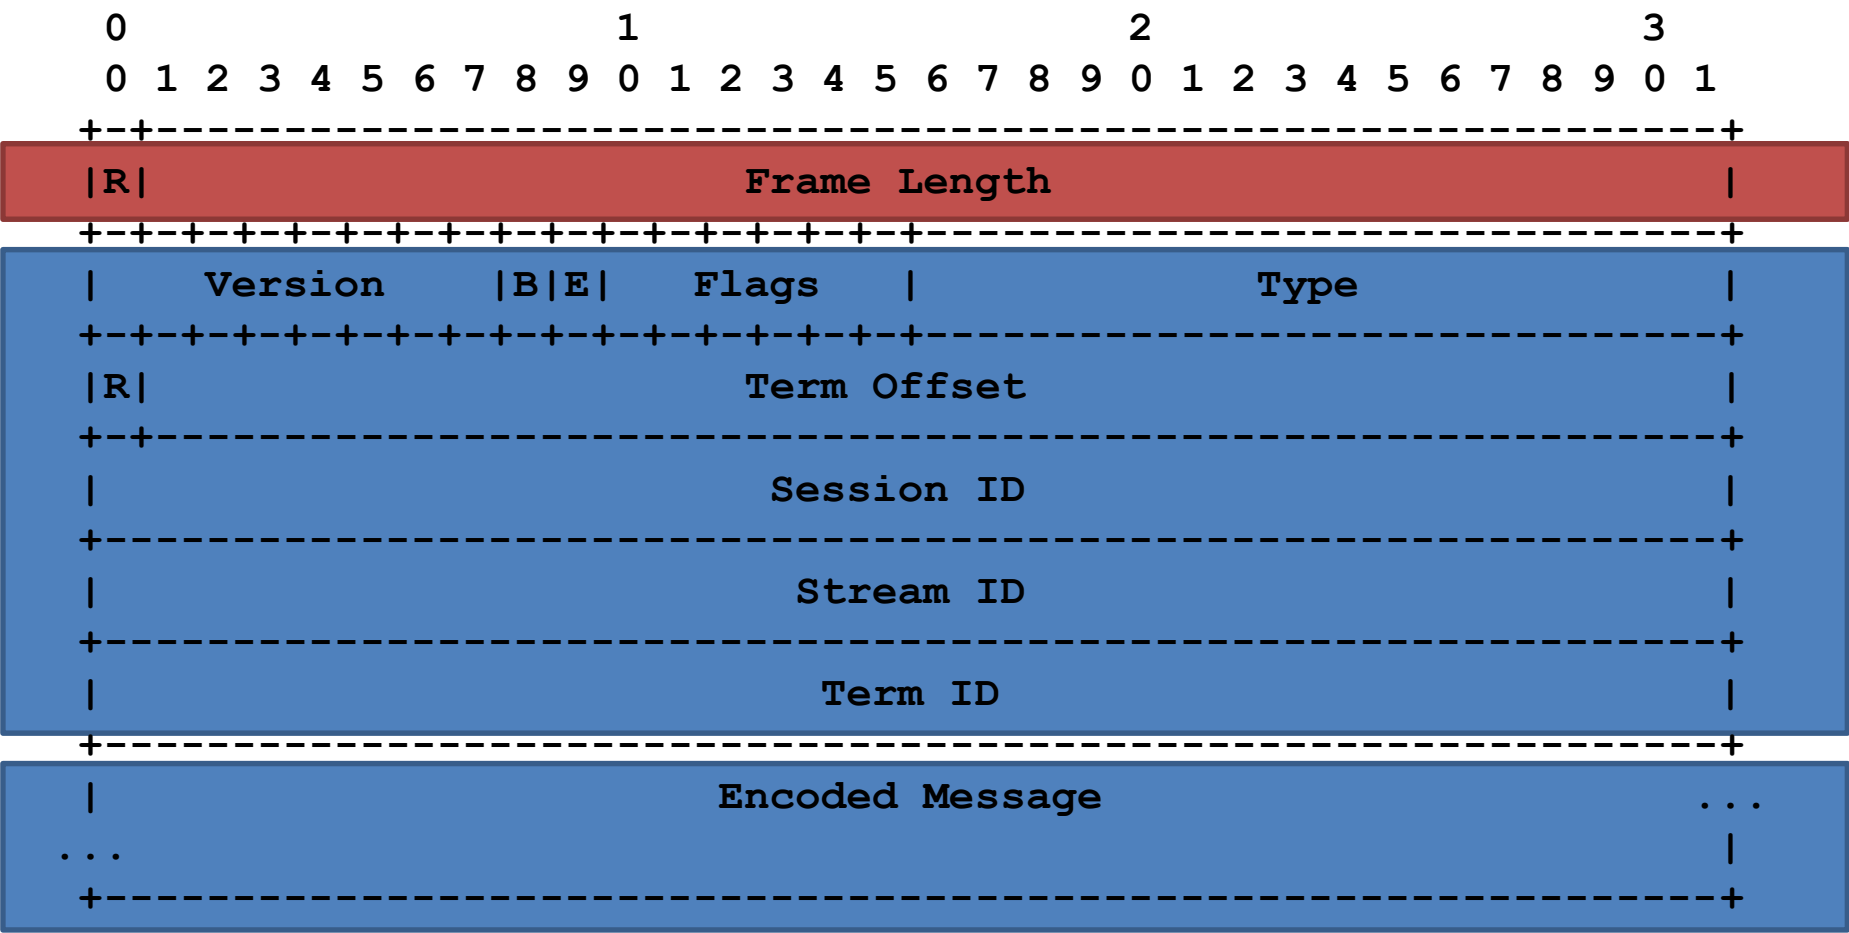 0                   1                   2                   3
0 1 2 3 4 5 6 7 8 9 0 1 2 3 4 5 6 7 8 9 0 1 2 3 4 5 6 7 8 9 0 1
+-+-------------------------------------------------------------+
|R|                       Frame Length                          |
+-+-+-+-+-+-+-+-+-+-+-+-+-+-+-+-+-------------------------------+
|    Version    |B|E|   Flags   |             Type              |
+-+-+-+-+-+-+-+-+-+-+-+-+-+-+-+-+-------------------------------+
|R|                       Term Offset                           |
+-+-------------------------------------------------------------+
|                          Session ID                           |
+---------------------------------------------------------------+
|                           Stream ID                           |
+---------------------------------------------------------------+
|                            Term ID                            |
+---------------------------------------------------------------+
|                        Encoded Message                       ...
...                                                             |
+---------------------------------------------------------------+